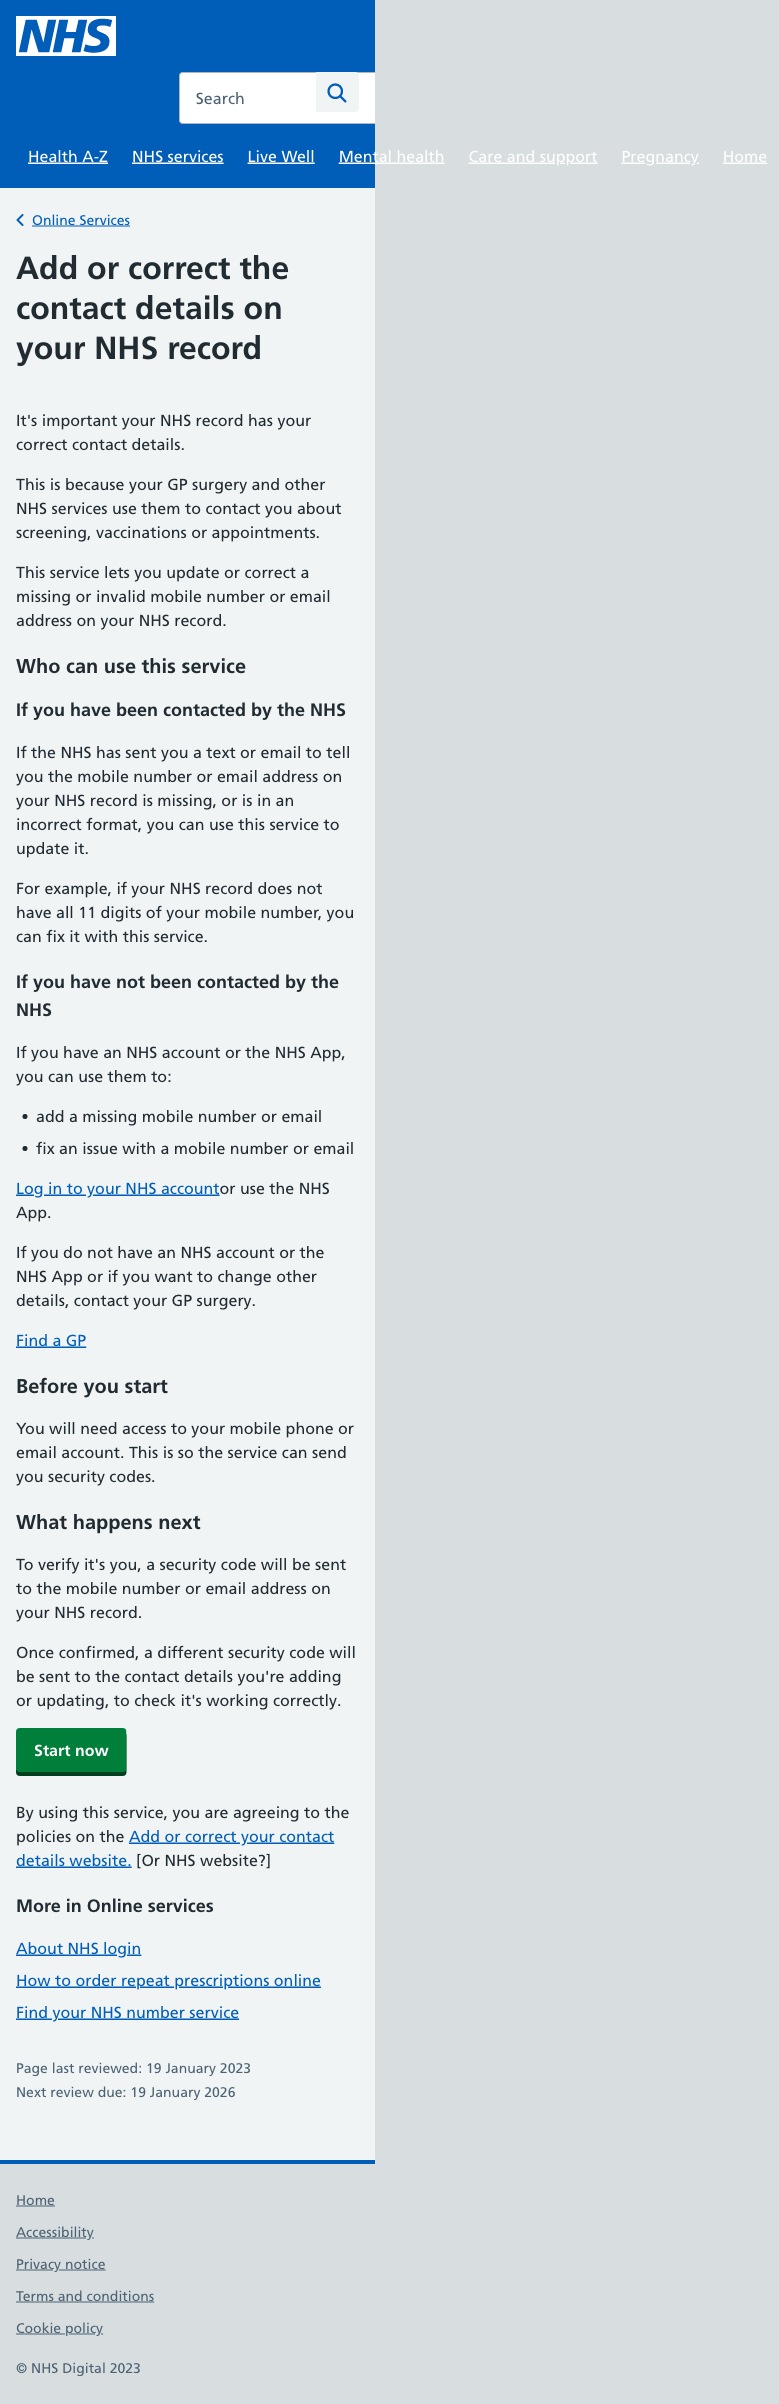 NHS
Search
Health A-Z NHS services Live Well Mental health Care and support Pregnancy Home
Online Services
Add or correct the
contact details on
your NHS record
It's important your NHS record has your
correct contact details.
This is because your GP surgery and other
NHS services use them to contact you about
screening, vaccinations or appointments.
This service lets you update or correct a
missing or invalid mobile number or email
address on your NHS record.
Who can use this service
If you have been contacted by the NHS
If the NHS has sent you a text or email to tell
you the mobile number or email address on
your NHS record is missing, or is in an
incorrect format, you can use this service to
update it.
For example, if your NHS record does not
have all 11 digits of your mobile number, you
can fix it with this service.
If you have not been contacted by the
NHS
If you have an NHS account or the NHS App,
you can use them to:
• add a missing mobile number or email
• fix an issue with a mobile number or email
Log in to your NHS accountor use the NHS
App.
If you do not have an NHS account or the
NHS App or if you want to change other
details, contact your GP surgery.
Find a GP
Before you start
You will need access to your mobile phone or
email account. This is so the service can send
you security codes.
What happens next
To verify it's you, a security code will be sent
to the mobile number or email address on
your NHS record.
Once confirmed, a different security code will
be sent to the contact details you're adding
or updating, to check it's working correctly.
Start now
By using this service, you are agreeing to the
policies on the Add or correct your contact
details website. [Or NHS website?]
More in Online services
About NHS login
How to order repeat prescriptions online
Find your NHS number service
Page last reviewed: 19 January 2023
Next review due: 19 January 2026
Home
Accessibility
Privacy notice
Terms and conditions
Cookie policy
© NHS Digital 2023